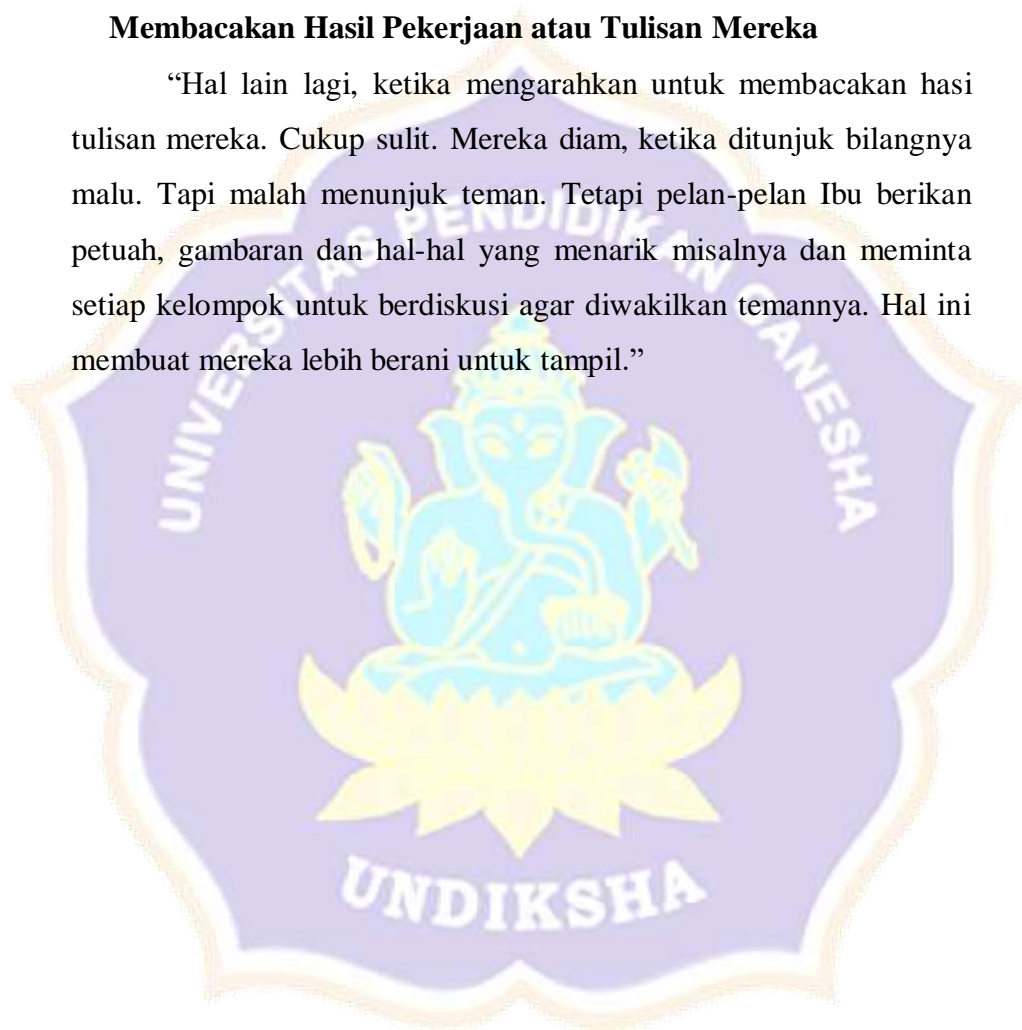 Membacakan Hasil Pekerjaan atau Tulisan Mereka
“Hal lain lagi, ketika mengarahkan untuk membacakan hasi
tulisan mereka. Cukup sulit. Mereka diam, ketika ditunjuk bilangnya
malu. Tapi malah menunjuk teman. Tetapi pelan-pelan Ibu berikan
petuah, gambaran dan hal-hal yang menarik misalnya dan meminta
setiap kelompok untuk berdiskusi agar diwakilkan temannya. Hal ini
membuat mereka lebih berani untuk tampil.”
UNIVERSITAS PENDIDIKAN GANESHA
UNDIKSHA